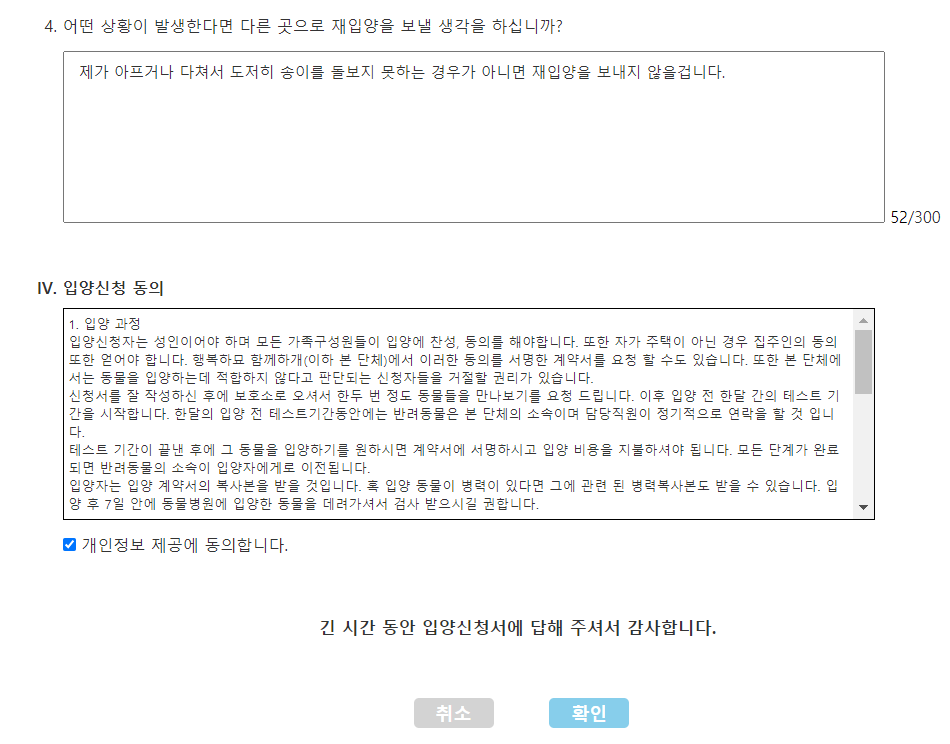 4. 어떤 상황이 발생한다면 다른 곳으로 재입양을 보낼 생각을 하십니까?
제가 아프거나 다쳐서 도저히 송이를 돌보지 못하는 경우가 아니면 재입양을 보내지 않을겁니다.
52/300
IV. 입양신청 동의
1. 입양 과정
입양신청자는 성인이어야 하며 모든 가족구성원들이 입양에 찬성, 동의를 해야합니다. 또한 자가 주택이 아닌 경우 집주인의 동의
또한 얻어야 합니다. 행복하묘 함께하개(이하 본 단체)에서 이러한 동의를 서명한 계약서를 요청 할 수도 있습니다. 또한 본 단체에
서는 동물을 입양하는데 적합하지 않다고 판단되는 신청자들을 거절할 권리가 있습니다.
신청서를 잘 작성하신 후에 보호소로 오셔서 한두 번 정도 동물들을 만나보기를 요청 드립니다. 이후 입양 전 한달 간의 테스트 기
간을 시작합니다. 한달의 입양 전 테스트기간동안에는 반려동물은 본 단체의 소속이며 담당직원이 정기적으로 연락을 할 것 입니
다.
테스트 기간이 끝낸 후에 그 동물을 입양하기를 원하시면 계약서에 서명하시고 입양 비용을 지불하셔야 됩니다. 모든 단계가 완료
되면 반려동물의 소속이 입양자에게로 이전됩니다.
입양자는 입양 계약서의 복사본을 받을 것입니다. 혹 입양 동물이 병력이 있다면 그에 관련 된 병력복사본도 받을 수 있습니다. 입
양 후 7일 안에 동물병원에 입양한 동물을 데려가셔서 검사 받으시길 권합니다.
개인정보 제공에 동의합니다.
긴 시간 동안 입양신청서에 답해 주셔서 감사합니다.
취소
확인